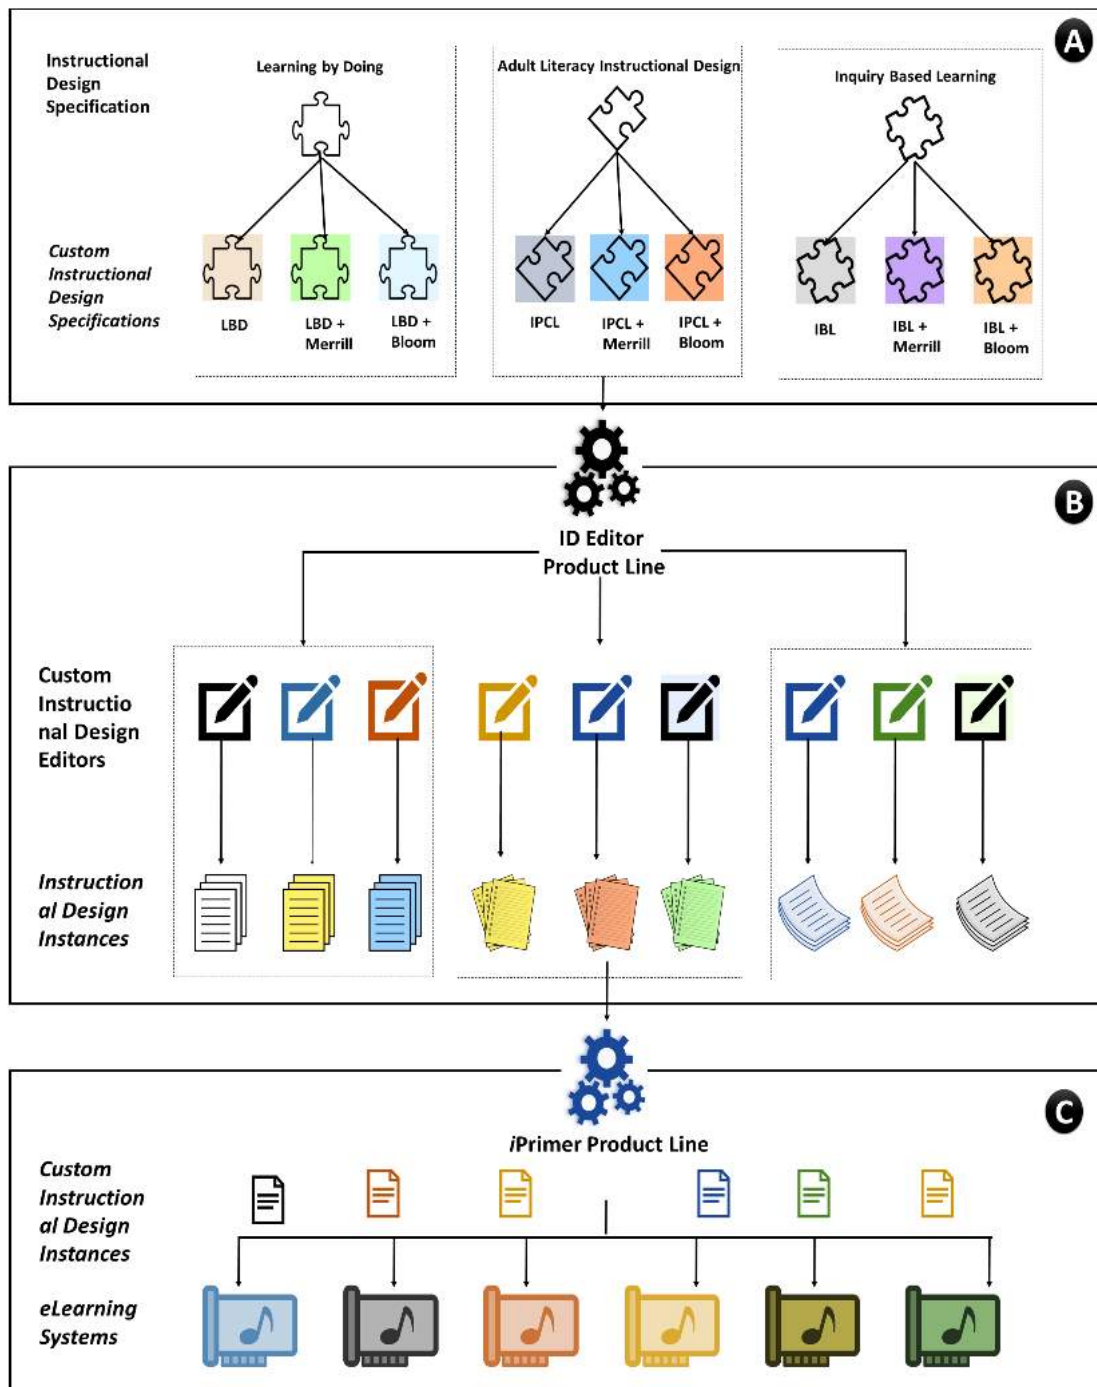 A
Instructional
Design
Specification
Learning by Doing
Adult Literacy Instructional Design
Inquiry Based Learning
Custom
Instructional
Design
Specifications
LBD
LBD +
Merrill
LBD +
Bloom
IPCL
IPCL +
Merrill
IPCL +
Bloom
IBL
IBL +
Merrill
IBL +
Bloom
B
ID Editor
Product Line
Custom
Instructio
nal Design
Editors
Instruction
al Design
Instances
C
iPrimer Product Line
Custom
Instruction
al Design
Instances
eLearning
Systems